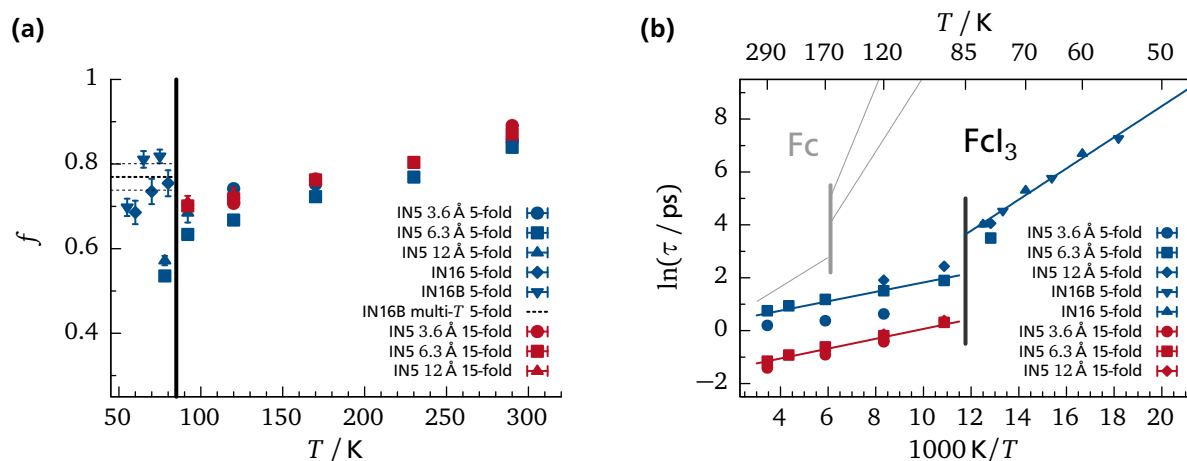 (a)
1
0.8
0.6
0.4
f
50 100 150 200 250 300
T / K
IN5 3.6 Å 5-fold
IN5 6.3 Å 5-fold
IN5 12 Å 5-fold
IN16 5-fold
IN16B 5-fold
IN16B multi-T 5-fold
IN5 3.6 Å 15-fold
IN5 6.3 Å 15-fold
IN5 12 Å 15-fold
(b)
T / K
290 170 120 85 70 60 50
8
6
4
2
0
−2
ln(τ / ps)
Fc
FcI3
IN5 3.6 Å 5-fold
IN5 6.3 Å 5-fold
IN5 12 Å 5-fold
IN16B 5-fold
IN16 5-fold
IN5 3.6 Å 15-fold
IN5 6.3 Å 15-fold
IN5 12 Å 15-fold
4 6 8 10 12 14 16 18 20
1000 K/T